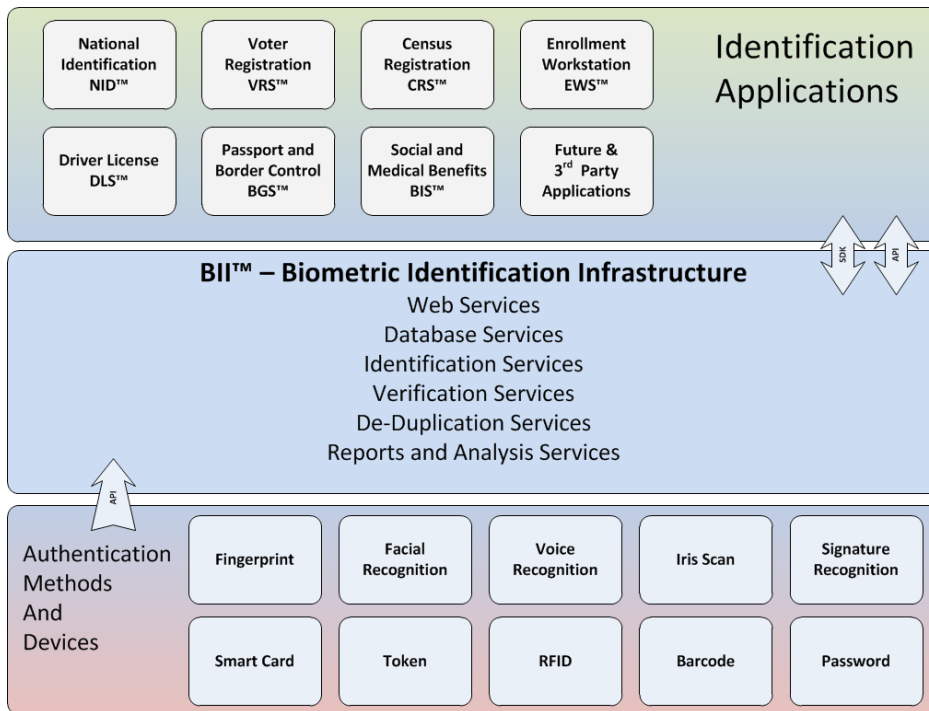 National
Identification
NID™
Voter
Registration
VRS™
Census
Registration
CRS™
Enrollment
Workstation
EWS™
Identification
Applications
Driver License
DLS™
Passport and
Border Control
BGS™
Social and
Medical Benefits
BIS™
Future &
3rd Party
Applications
SDK
API
BII™ – Biometric Identification Infrastructure
Web Services
Database Services
Identification Services
Verification Services
De-Duplication Services
Reports and Analysis Services
API
Authentication
Methods
And
Devices
Fingerprint
Facial
Recognition
Voice
Recognition
Iris Scan
Signature
Recognition
Smart Card
Token
RFID
Barcode
Password